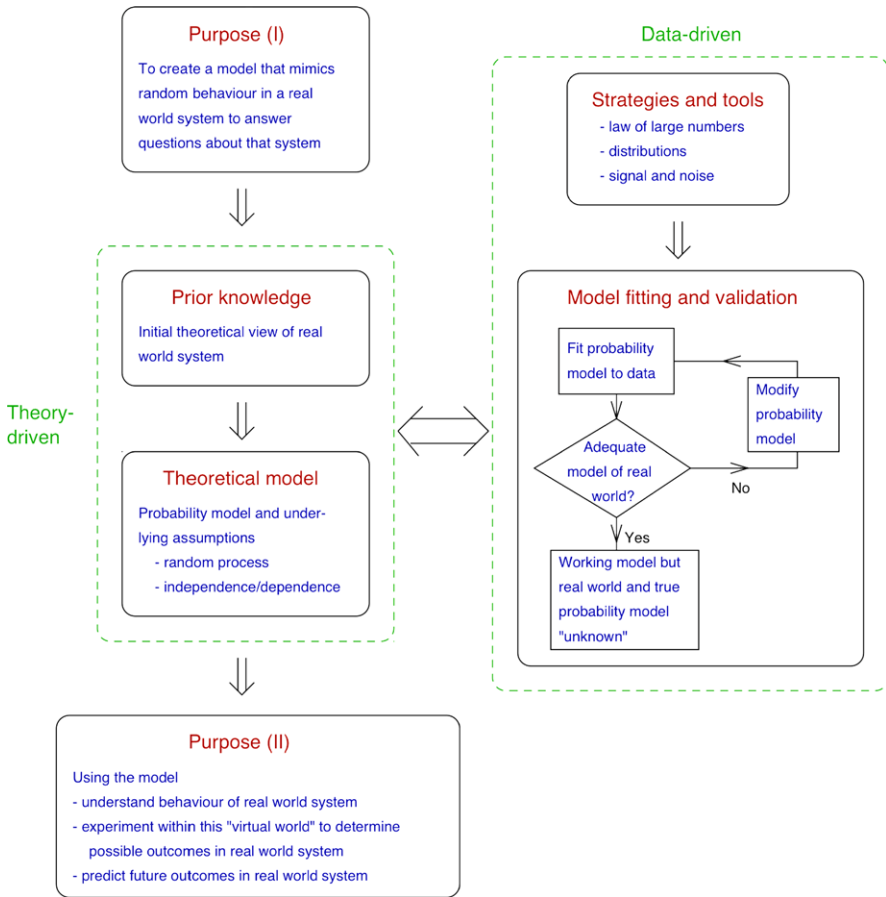 Purpose (I)
To create a model that mimics
random behaviour in a real
world system to answer
questions about that system
Theory-
driven
Prior knowledge
Initial theoretical view of real
world system
Theoretical model
Probability model and under-
lying assumptions
- random process
- independence/dependence
Purpose (II)
Using the model
- understand behaviour of real world system
- experiment within this "virtual world" to determine
possible outcomes in real world system
- predict future outcomes in real world system
Data-driven
Strategies and tools
- law of large numbers
- distributions
- signal and noise
Model fitting and validation
Fit probability
model to data
Modify
probability
model
Adequate
model of real
world?
No
Yes
Working model but
real world and true
probability model
"unknown"